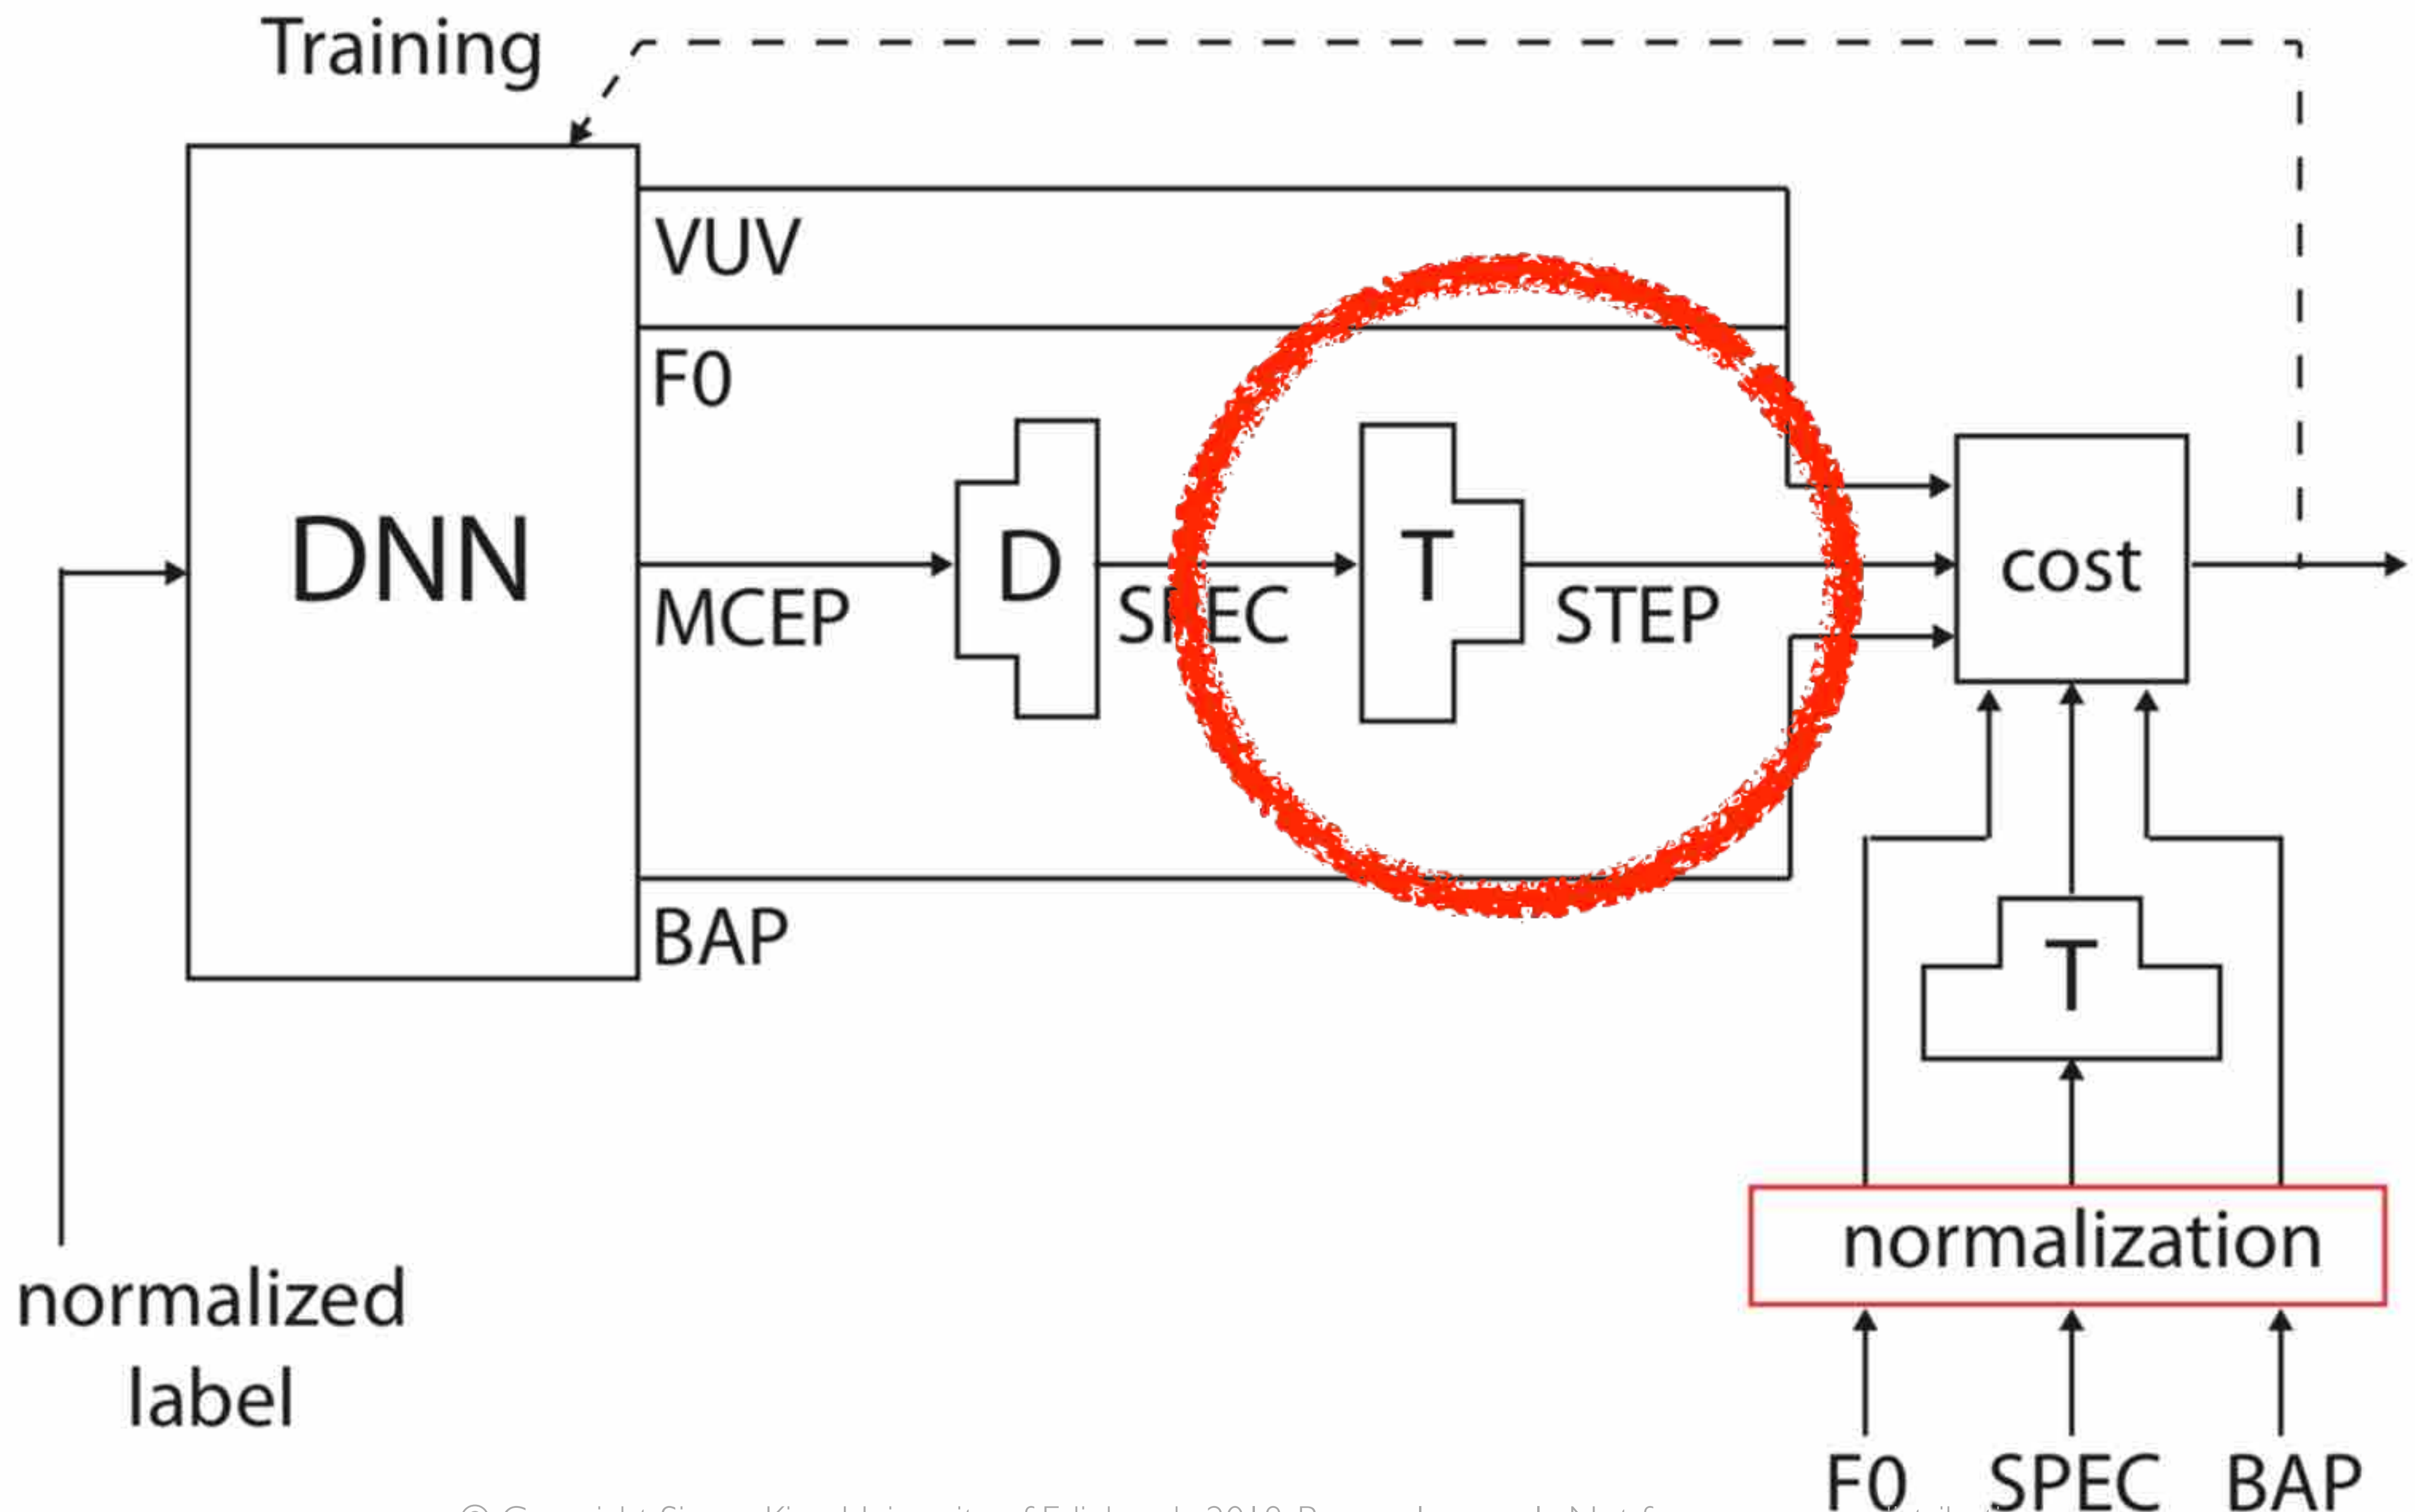 Training
VUV
F0
DNN
D
T
cost
MCEP
SPEC
STEP
BAP
T
normalization
normalized
label
F0 SPEC BAP